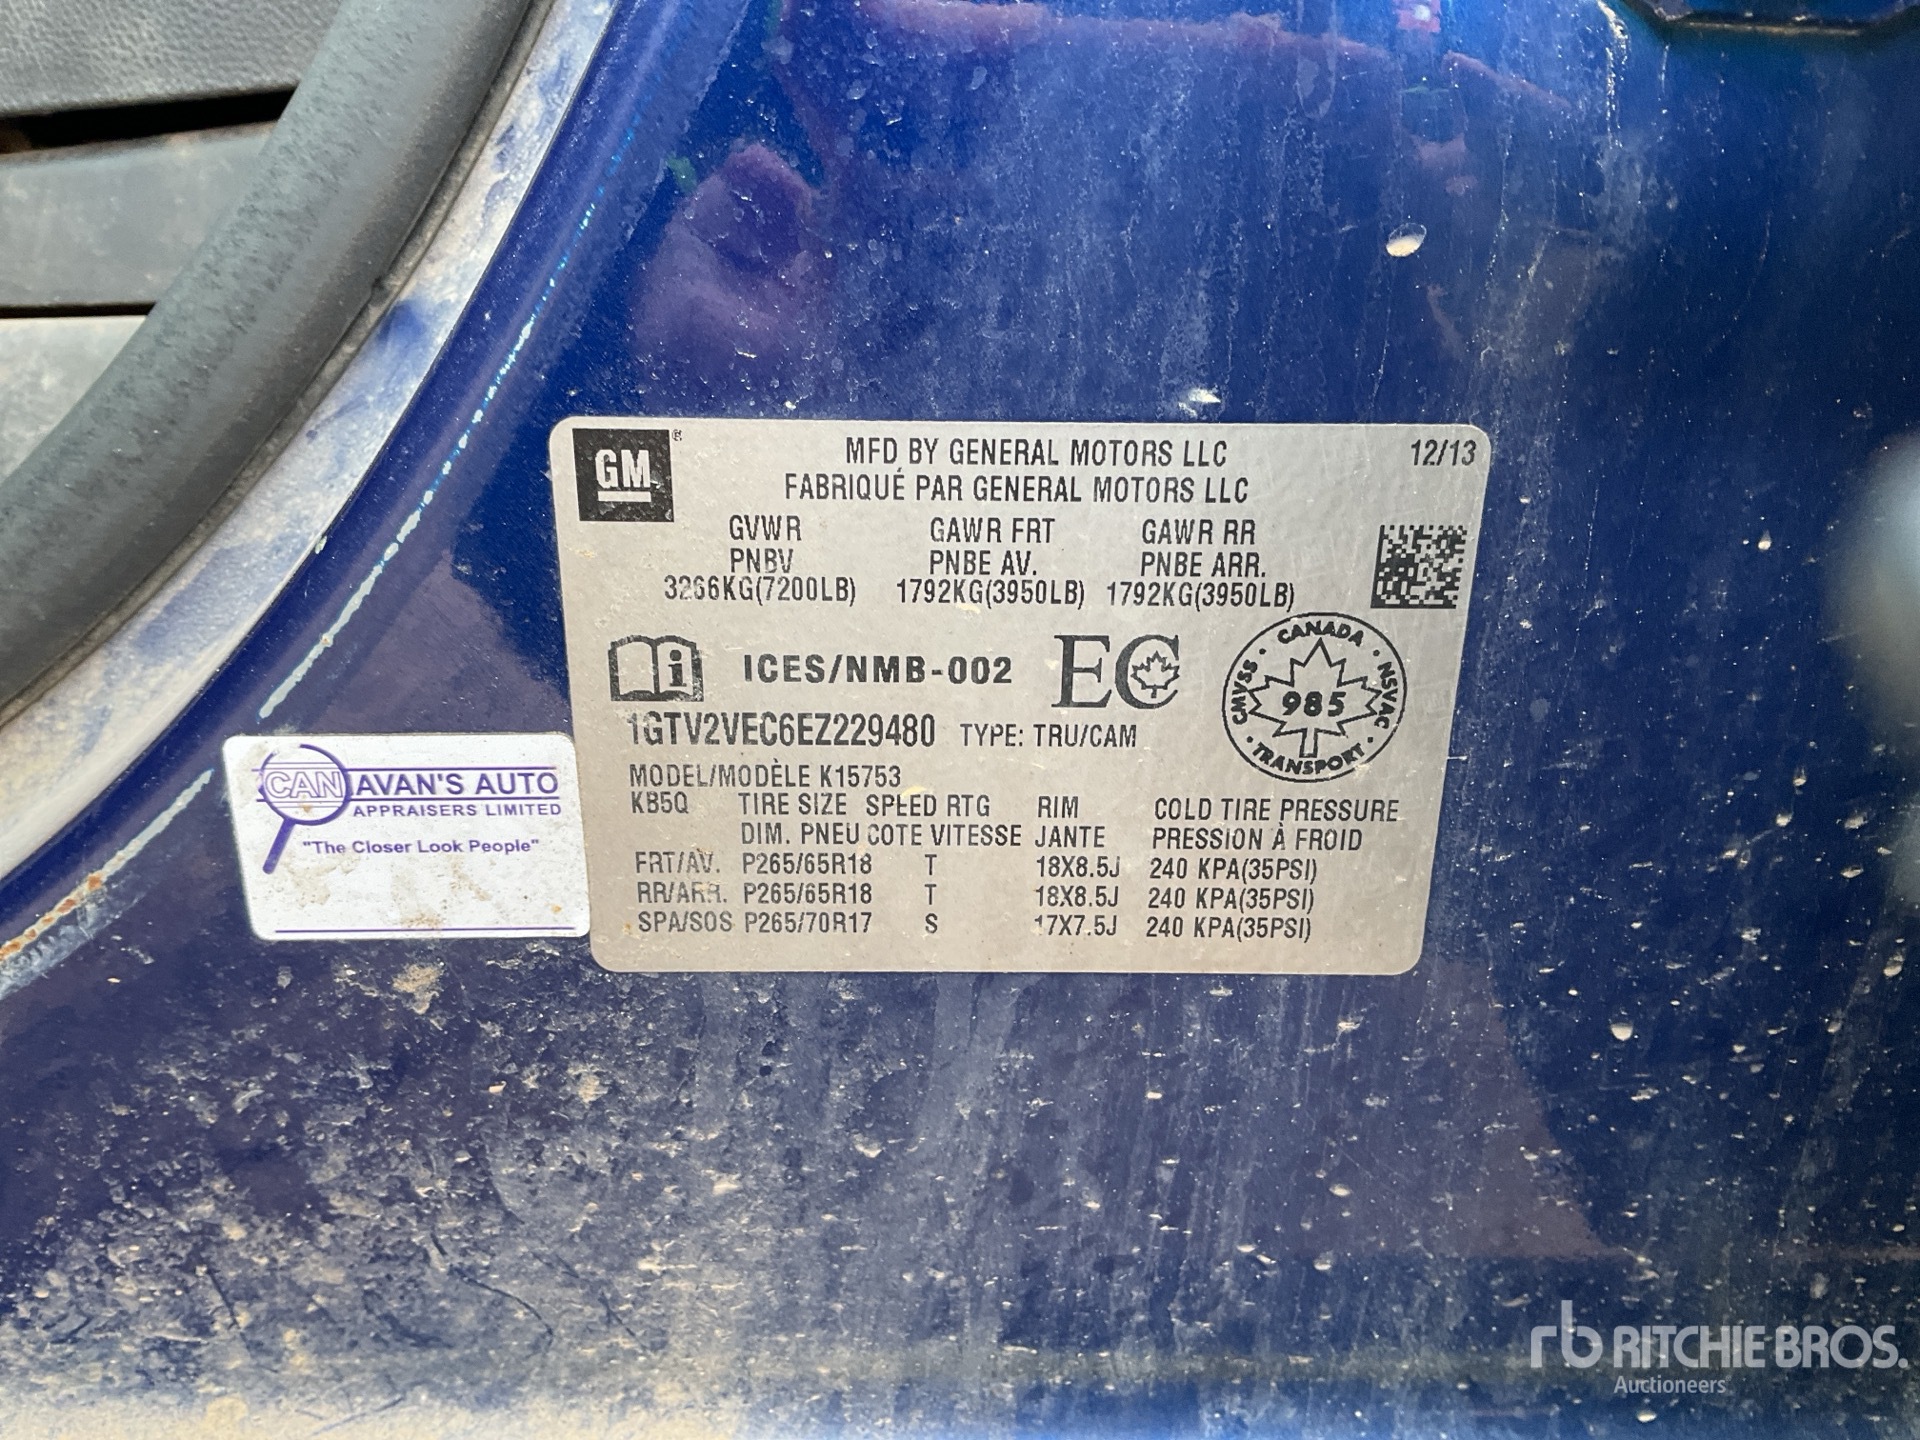 GM
MFD BY GENERAL MOTORS LLC 12/13
FABRIQUÉ PAR GENERAL MOTORS LLC
GVWR GAWR FRT GAWR RR
PNBV PNBE AV. PNBE ARR.
3266KG(7200LB) 1792KG(3950LB) 1792KG(3950LB)
i ICES/NMB-002 EC
CANADA
CMVSS 985 NSVAC
TRANSPORT
1GTV2VEC6EZ229480 TYPE: TRU/CAM
MODEL/MODÈLE K15753
KB5Q TIRE SIZE SPEED RTG RIM COLD TIRE PRESSURE
DIM. PNEU COTE VITESSE JANTE PRESSION À FROID
FRT/AV. P265/65R18 T 18X8.5J 240 KPA(35PSI)
RR/ARR. P265/65R18 T 18X8.5J 240 KPA(35PSI)
SPA/SOS P265/70R17 S 17X7.5J 240 KPA(35PSI)
CANAVAN'S AUTO
APPRAISERS LIMITED
"The Closer Look People"
rb RITCHIE BROS.
Auctioneers